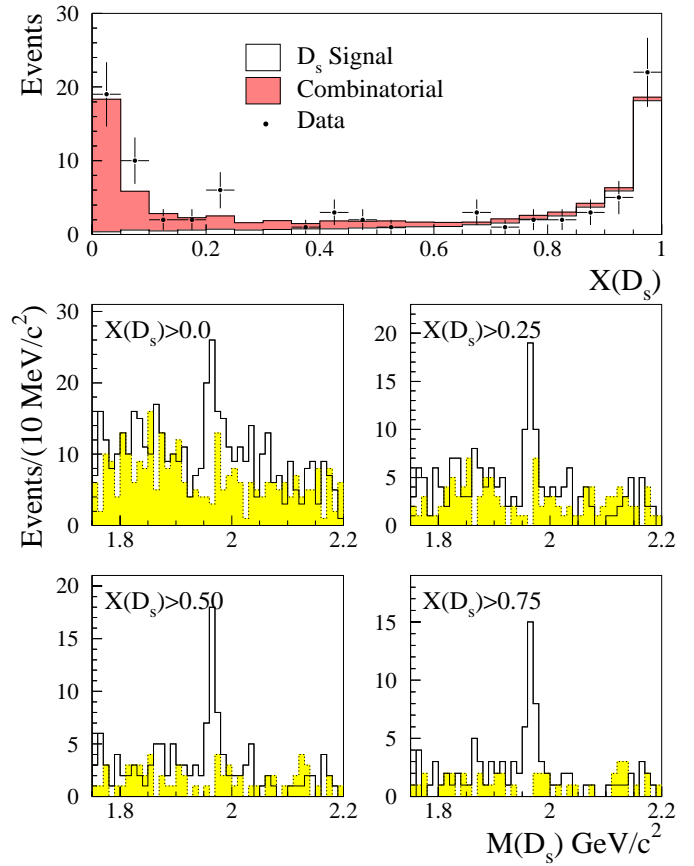 Events
30
20
10
0
D_s Signal
Combinatorial
Data
0 0.2 0.4 0.6 0.8 1
X(D_s)
Events/(10 MeV/c^2)
X(D_s)>0.0
30
20
10
0
1.8 2 2.2
X(D_s)>0.25
20
15
10
5
0
1.8 2 2.2
X(D_s)>0.50
20
15
10
5
0
1.8 2 2.2
X(D_s)>0.75
15
10
5
0
1.8 2 2.2
M(D_s) GeV/c^2